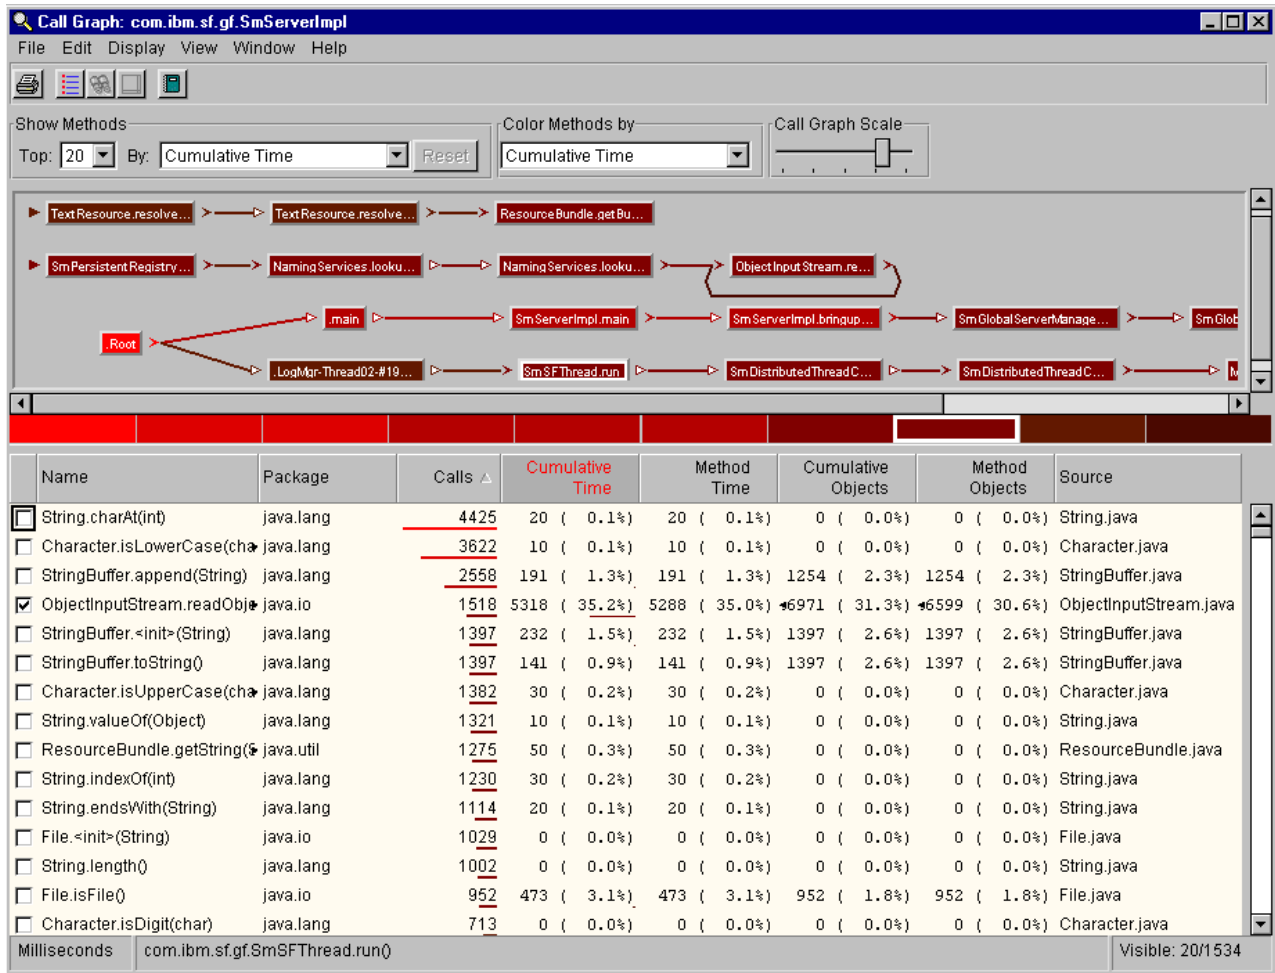 Call Graph: com.ibm.sf.gf.SmServerImpl
File Edit Display View Window Help
Show Methods Color Methods by Call Graph Scale
Top: 20 By: Cumulative Time Reset Cumulative Time
TextResource.resolve... TextResource.resolve... ResourceBundle.getBu...
SmPersistentRegistry... NamingServices.looku... NamingServices.looku... ObjectInputStream.re...
.main SmServerImpl.main SmServerImpl.bringup... SmGlobalServerManage... SmGlob
.Root
.LogMgr-Thread02-#19... SmSFThread.run SmDistributedThreadC... SmDistributedThreadC...
Name Package Calls Cumulative Time Method Time Cumulative Objects Method Objects Source
String.charAt(int) java.lang 4425 20 ( 0.1%) 20 ( 0.1%) 0 ( 0.0%) 0 ( 0.0%) String.java
Character.isLowerCase(cha java.lang 3622 10 ( 0.1%) 10 ( 0.1%) 0 ( 0.0%) 0 ( 0.0%) Character.java
StringBuffer.append(String) java.lang 2558 191 ( 1.3%) 191 ( 1.3%) 1254 ( 2.3%) 1254 ( 2.3%) StringBuffer.java
ObjectInputStream.readObje java.io 1518 5318 ( 35.2%) 5288 ( 35.0%) 6971 ( 31.3%) 6599 ( 30.6%) ObjectInputStream.java
StringBuffer.<init>(String) java.lang 1397 232 ( 1.5%) 232 ( 1.5%) 1397 ( 2.6%) 1397 ( 2.6%) StringBuffer.java
StringBuffer.toString() java.lang 1397 141 ( 0.9%) 141 ( 0.9%) 1397 ( 2.6%) 1397 ( 2.6%) StringBuffer.java
Character.isUpperCase(cha java.lang 1382 30 ( 0.2%) 30 ( 0.2%) 0 ( 0.0%) 0 ( 0.0%) Character.java
String.valueOf(Object) java.lang 1321 10 ( 0.1%) 10 ( 0.1%) 0 ( 0.0%) 0 ( 0.0%) String.java
ResourceBundle.getString(S java.util 1275 50 ( 0.3%) 50 ( 0.3%) 0 ( 0.0%) 0 ( 0.0%) ResourceBundle.java
String.indexOf(int) java.lang 1230 30 ( 0.2%) 30 ( 0.2%) 0 ( 0.0%) 0 ( 0.0%) String.java
String.endsWith(String) java.lang 1114 20 ( 0.1%) 20 ( 0.1%) 0 ( 0.0%) 0 ( 0.0%) String.java
File.<init>(String) java.io 1029 0 ( 0.0%) 0 ( 0.0%) 0 ( 0.0%) 0 ( 0.0%) File.java
String.length() java.lang 1002 0 ( 0.0%) 0 ( 0.0%) 0 ( 0.0%) 0 ( 0.0%) String.java
File.isFile() java.io 952 473 ( 3.1%) 473 ( 3.1%) 952 ( 1.8%) 952 ( 1.8%) File.java
Character.isDigit(char) java.lang 713 0 ( 0.0%) 0 ( 0.0%) 0 ( 0.0%) 0 ( 0.0%) Character.java
Milliseconds com.ibm.sf.gf.SmSFThread.run() Visible: 20/1534